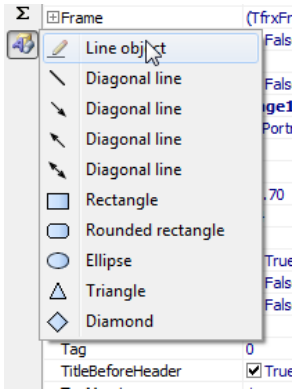 Σ
Frame (TfrxFr
Line object Fals
Diagonal line Fals
Diagonal line ge1
Diagonal line Portr
Diagonal line
Rectangle .70
Rounded rectangle
Ellipse True
Triangle Fals
Diamond Fals
Tag 0
TitleBeforeHeader True